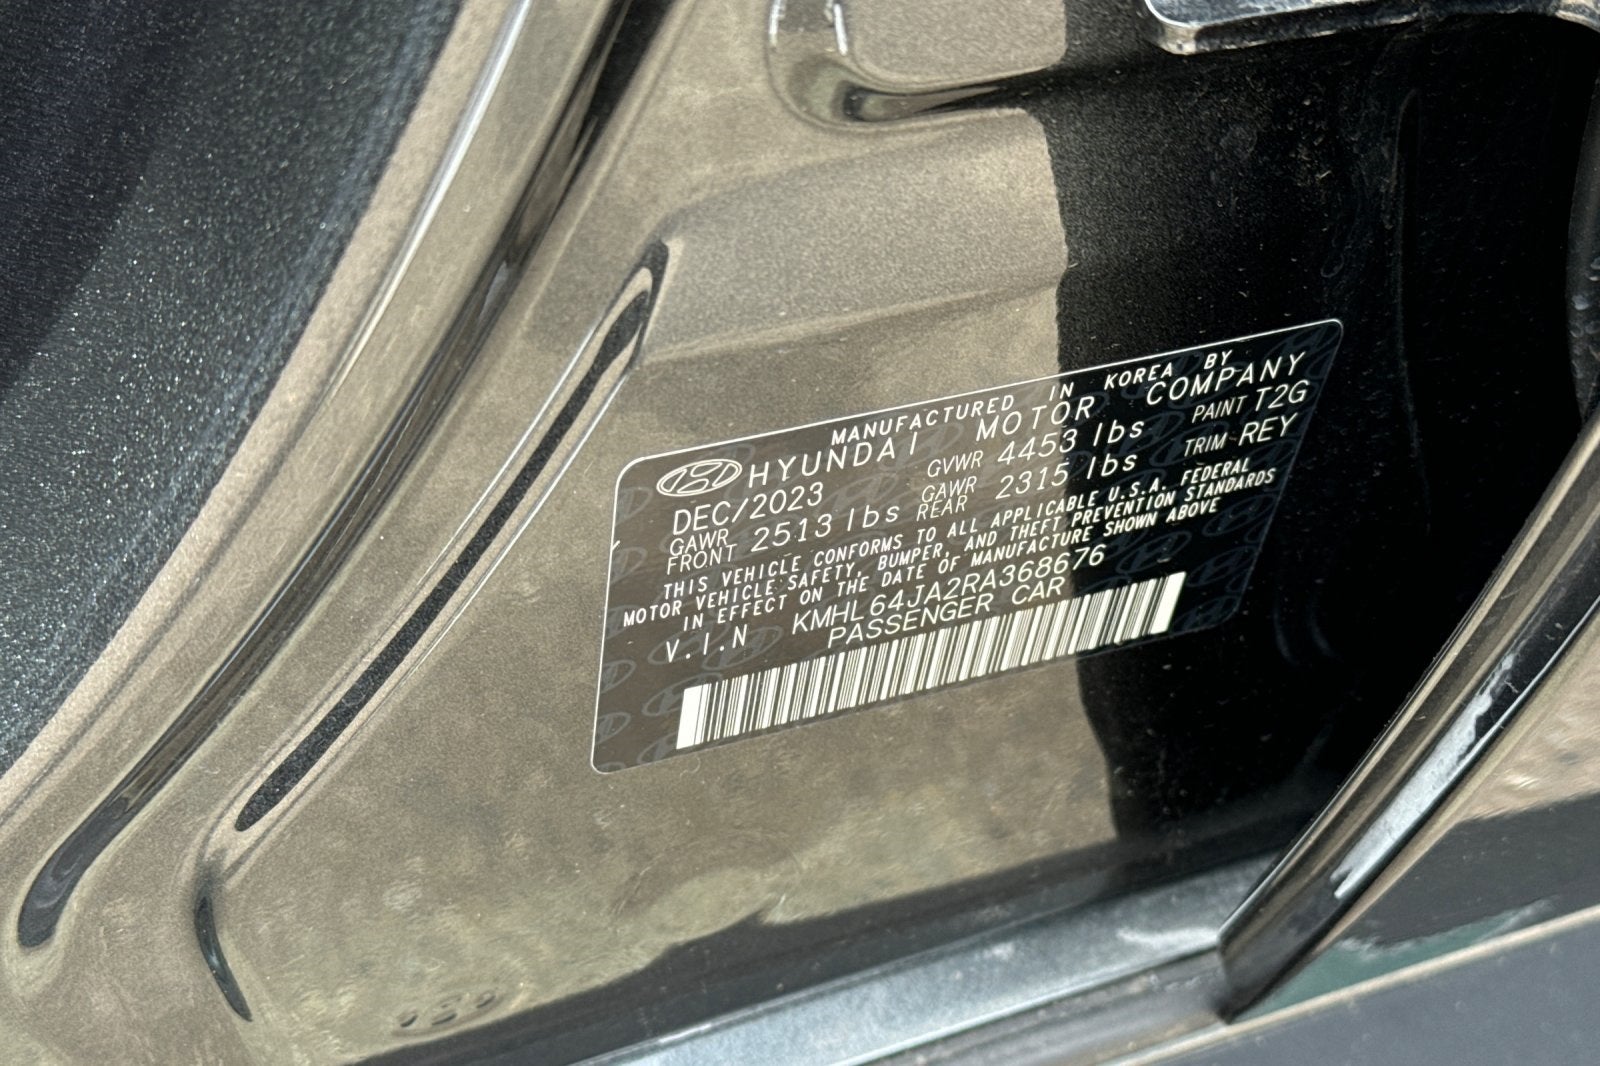 MANUFACTURED IN KOREA BY
HYUNDAI MOTOR COMPANY
DEC/2023 GVWR 4453 lbs PAINT T2G
GAWR FRONT 2513 lbs GAWR REAR 2315 lbs TRIM REY
THIS VEHICLE CONFORMS TO ALL APPLICABLE U.S.A. FEDERAL
MOTOR VEHICLE SAFETY, BUMPER, AND THEFT PREVENTION STANDARDS
IN EFFECT ON THE DATE OF MANUFACTURE SHOWN ABOVE
V.I.N KMHL64JA2RA368676
PASSENGER CAR